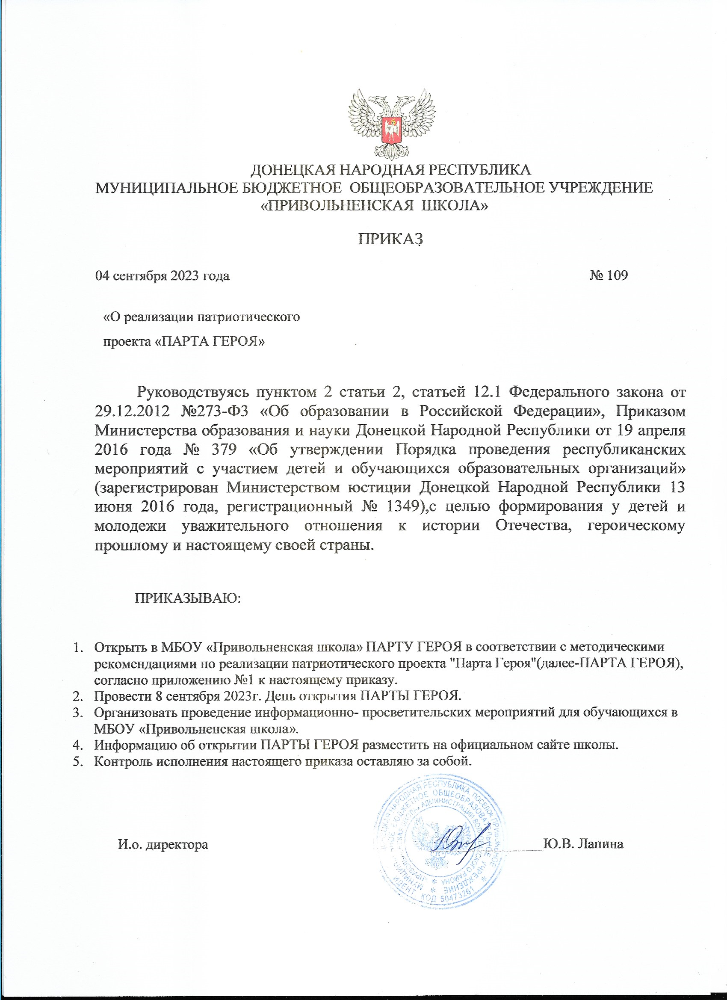 ДОНЕЦКАЯ НАРОДНАЯ РЕСПУБЛИКА
МУНИЦИПАЛЬНОЕ БЮДЖЕТНОЕ ОБЩЕОБРАЗОВАТЕЛЬНОЕ УЧРЕЖДЕНИЕ
«ПРИВОЛЬНЕНСКАЯ ШКОЛА»
ПРИКАЗ
04 сентября 2023 года № 109
«О реализации патриотического
проекта «ПАРТА ГЕРОЯ»
Руководствуясь пунктом 2 статьи 2, статьей 12.1 Федерального закона от
29.12.2012 №273-ФЗ «Об образовании в Российской Федерации», Приказом
Министерства образования и науки Донецкой Народной Республики от 19 апреля
2016 года № 379 «Об утверждении Порядка проведения республиканских
мероприятий с участием детей и обучающихся образовательных организаций»
(зарегистрирован Министерством юстиции Донецкой Народной Республики 13
июня 2016 года, регистрационный № 1349),с целью формирования у детей и
молодежи уважительного отношения к истории Отечества, героическому
прошлому и настоящему своей страны.
ПРИКАЗЫВАЮ:
1. Открыть в МБОУ «Привольненская школа» ПАРТУ ГЕРОЯ в соответствии с методическими
рекомендациями по реализации патриотического проекта "Парта Героя"(далее-ПАРТА ГЕРОЯ),
согласно приложению №1 к настоящему приказу.
2. Провести 8 сентября 2023г. День открытия ПАРТЫ ГЕРОЯ.
3. Организовать проведение информационно- просветительских мероприятий для обучающихся в
МБОУ «Привольненская школа».
4. Информацию об открытии ПАРТЫ ГЕРОЯ разместить на официальном сайте школы.
5. Контроль исполнения настоящего приказа оставляю за собой.
И.о. директора Ю.В. Лапина
НАРОДНАЯ РЕСПУБЛИКА, ПОСЕЛОК
БЮДЖЕТНОЕ ОБЩЕОБРАЗОВАТЕЛЬНОЕ УЧРЕЖДЕНИЕ
АДМИНИСТРАЦИИ
РАЙОНА
ИДЕНТ КОД 50473261